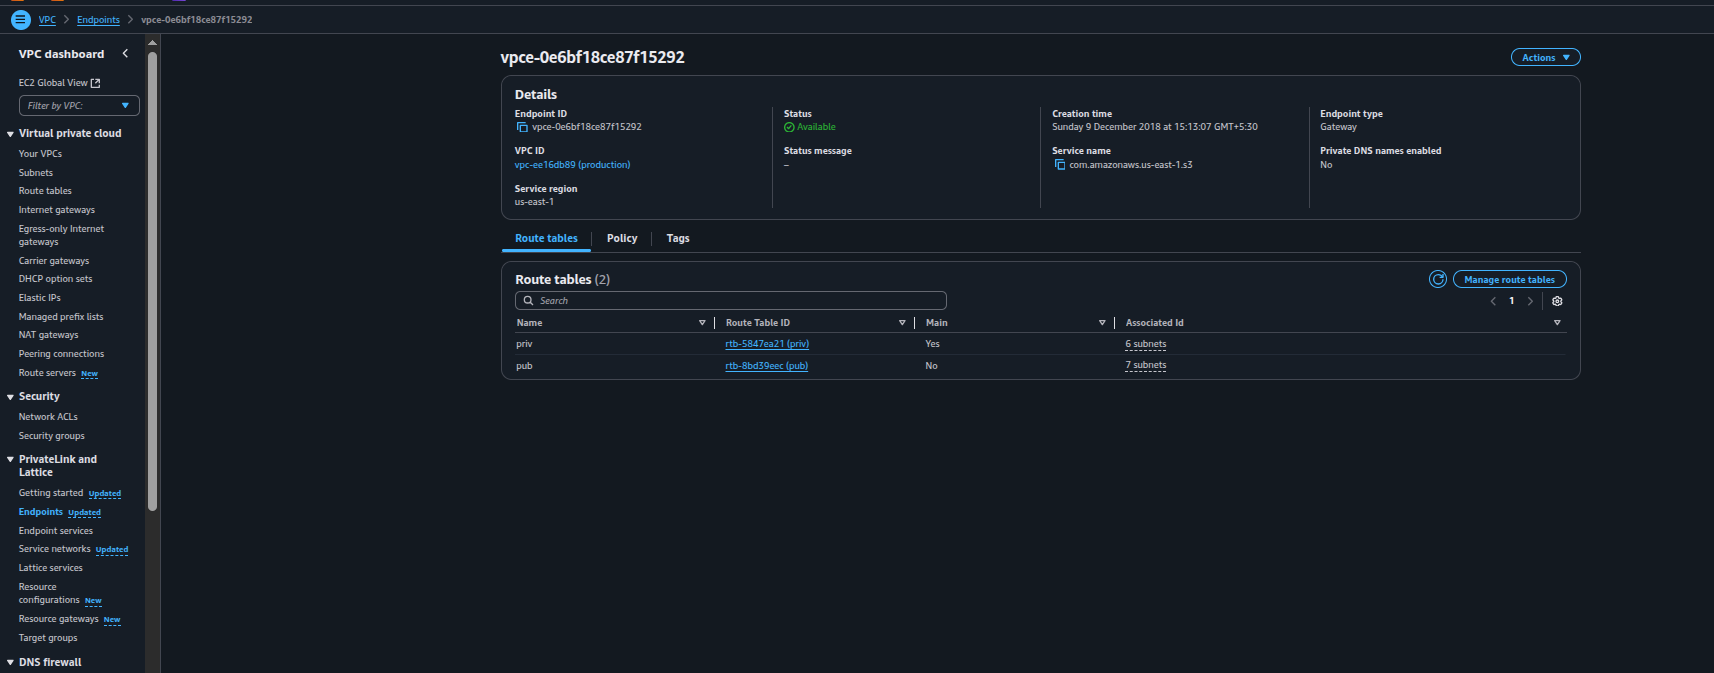 VPC > Endpoints > vpce-0e6bf18ce87f15292
VPC dashboard
EC2 Global View
Filter by VPC:
Virtual private cloud
Your VPCs
Subnets
Route tables
Internet gateways
Egress-only Internet
gateways
Carrier gateways
DHCP option sets
Elastic IPs
Managed prefix lists
NAT gateways
Peering connections
Route servers New
Security
Network ACLs
Security groups
PrivateLink and
Lattice
Getting started Updated
Endpoints Updated
Endpoint services
Service networks Updated
Lattice services
Resource
configurations New
Resource gateways New
Target groups
DNS firewall
vpce-0e6bf18ce87f15292
Actions
Details
Endpoint ID
vpce-0e6bf18ce87f15292
VPC ID
vpc-ee16db89 (production)
Service region
us-east-1
Status
Available
Status message
–
Creation time
Sunday 9 December 2018 at 15:13:07 GMT+5:30
Service name
com.amazonaws.us-east-1.s3
Endpoint type
Gateway
Private DNS names enabled
No
Route tables Policy Tags
Route tables (2)
Manage route tables
Search
1
Name Route Table ID Main Associated Id
priv rtb-5847ea21 (priv) Yes 6 subnets
pub rtb-8bd39eec (pub) No 7 subnets